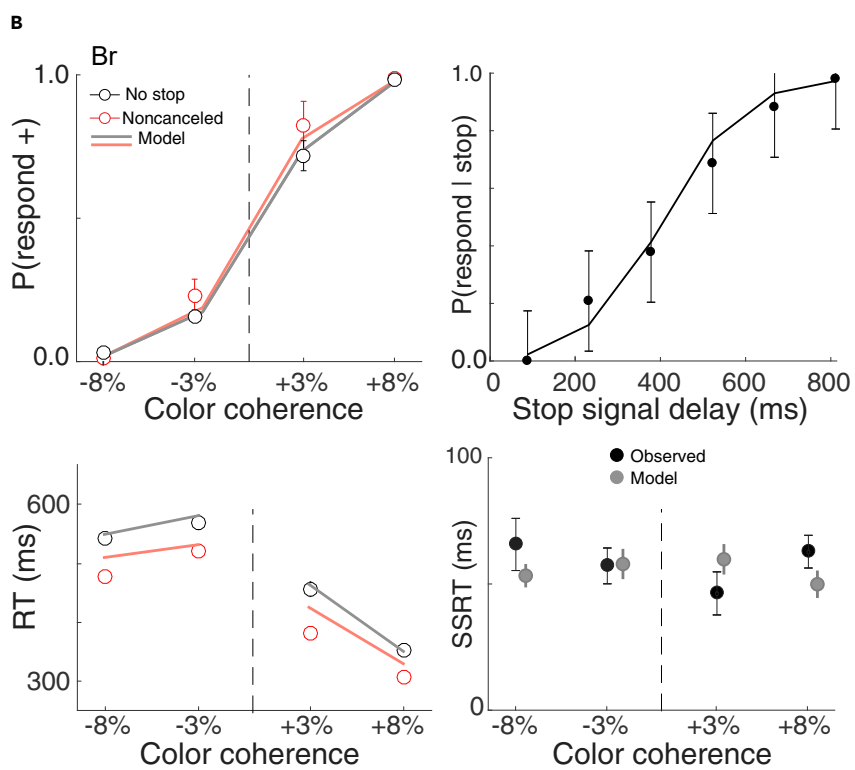 B
Br
1.0
No stop
Noncanceled
Model
P(respond +)
0.0
-8%
-3%
+3%
+8%
Color coherence
1.0
P(respond | stop)
0.0
0
200
400
600
800
Stop signal delay (ms)
600
RT (ms)
300
-8%
-3%
+3%
+8%
Color coherence
100
Observed
Model
SSRT (ms)
0
-8%
-3%
+3%
+8%
Color coherence